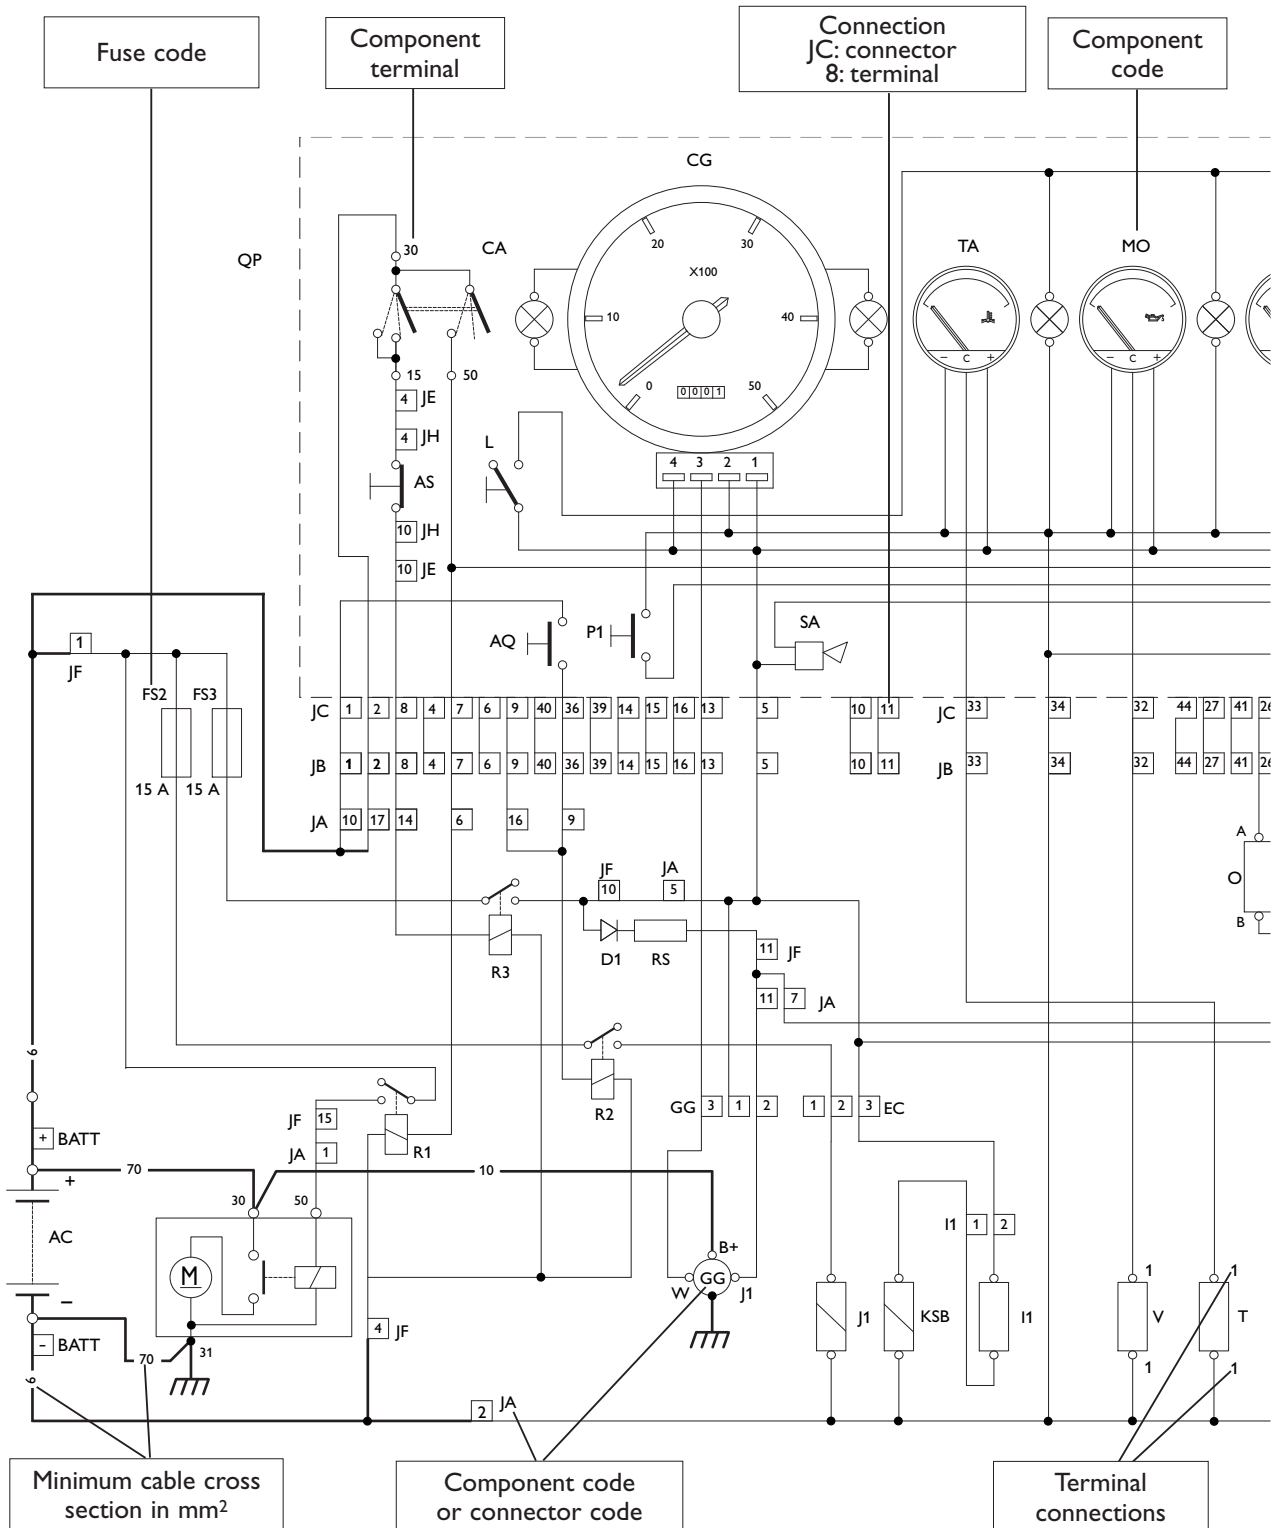 Fuse code
Component
terminal
Connection
JC: connector
8: terminal
Component
code
CG
QP
30
CA
20
30
X100
10
40
0
50
0 0 0 1
TA
MO
− C +
− C +
15
50
4 JE
4 JH
L
AS
10 JH
10 JE
4 3 2 1
AQ
P1
SA
1
JF
FS2
FS3
15 A
15 A
JC 1 2 8 4 7 6 9 40 36 39 14 15 16 13 5 10 11 JC 33 34 32 44 27 41 26
JB 1 2 8 4 7 6 9 40 36 39 14 15 16 13 5 10 11 JB 33 34 32 44 27 41 26
JA 10 17 14 6 16 9
A
O
B
JF
10
JA
5
D1
RS
R3
11 JF
11 7 JA
6
R2
GG 3 1 2
1 2 3 EC
JF 15
JA 1
R1
+ BATT
+
70
10
30
50
AC
M
I1 1 2
B+
W
GG
J1
−
- BATT
70
31
4 JF
J1
KSB
I1
1
V
1
1
T
1
6
2 JA
Minimum cable cross
section in mm2
Component code
or connector code
Terminal
connections